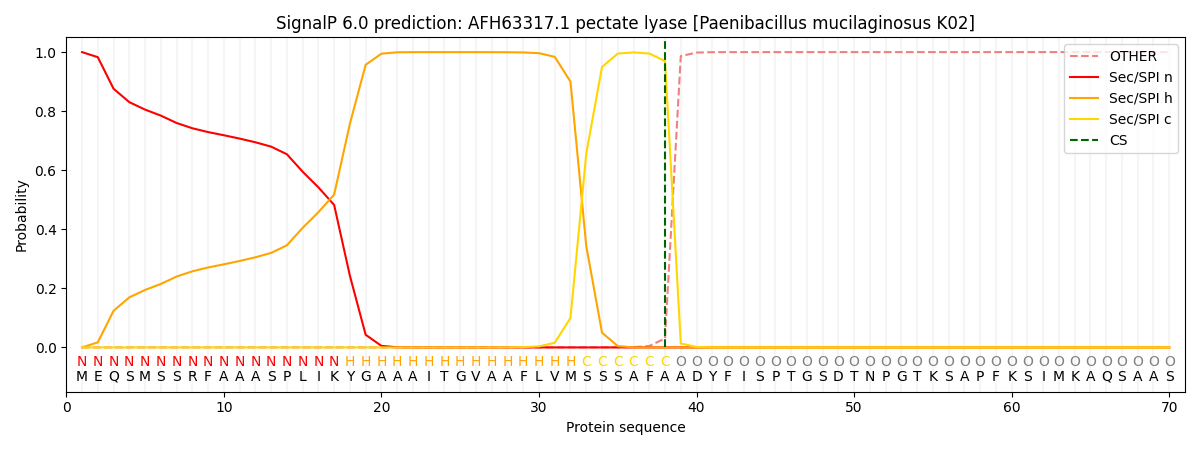 SignalP 6.0 prediction: AFH63317.1 pectate lyase [Paenibacillus mucilaginosus K02]
Probability
1.0
0.8
0.6
0.4
0.2
0.0
OTHER
Sec/SPI n
Sec/SPI h
Sec/SPI c
CS
N N N N N N N N N N N N N N N N N H H H H H H H H H H H H H H H C C C C C C O O O O O O O O O O O O O O O O O O O O O O O O O O O O O O O O
M E Q S M S S R F A A A S P L I K Y G A A A I T G V A A F L V M S S S A F A A D Y F I S P T G S D T N P G T K S A P F K S I M K A Q S A A S
0 10 20 30 40 50 60 70
Protein sequence